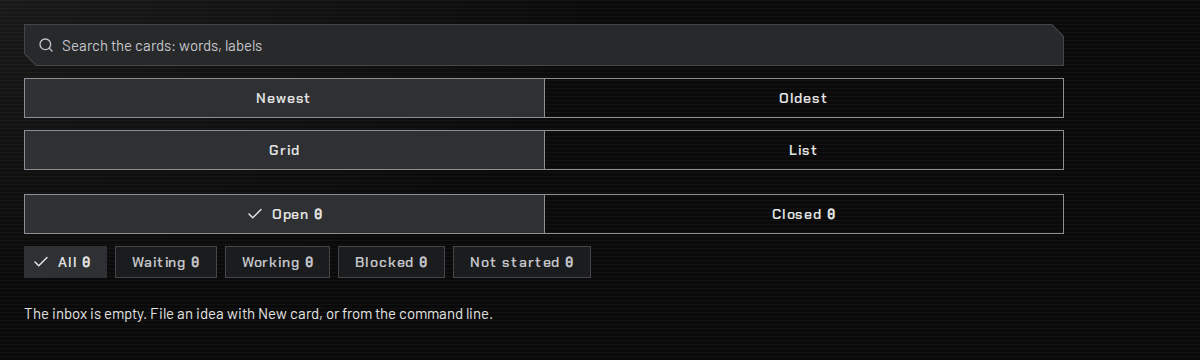 Search the cards: words, labels
Newest Oldest
Grid List
Open 0 Closed 0
All 0 Waiting 0 Working 0 Blocked 0 Not started 0
The inbox is empty. File an idea with New card, or from the command line.